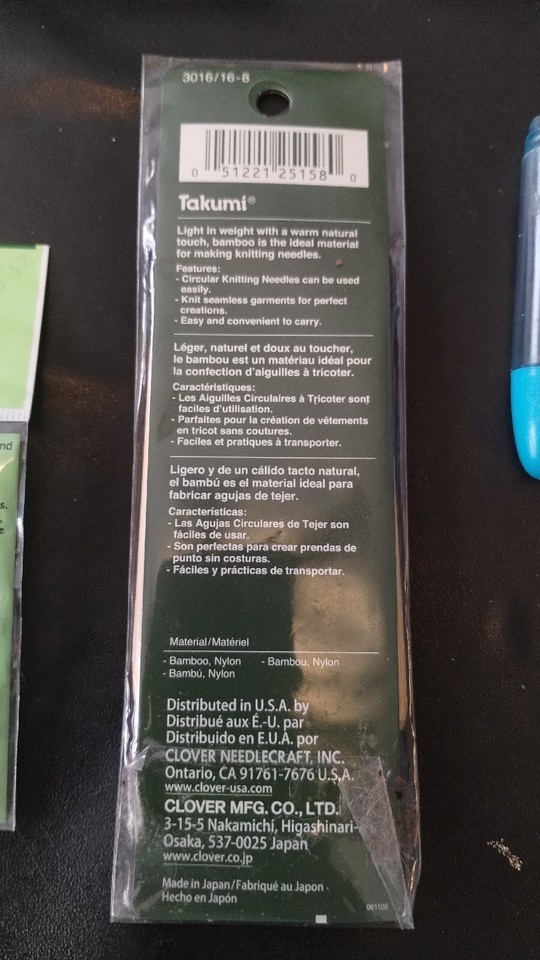 3016/16-8
0 51221 25158 0
Takumi®
Light in weight with a warm natural
touch, bamboo is the ideal material
for making knitting needles.
Features:
- Circular Knitting Needles can be used
easily.
- Knit seamless garments for perfect
creations.
- Easy and convenient to carry.
Léger, naturel et doux au toucher,
le bambou est un matériau idéal pour
la confection d'aiguilles à tricoter.
Caractéristiques:
- Les Aiguilles Circulaires à Tricoter sont
faciles d'utilisation.
- Parfaites pour la création de vêtements
en tricot sans coutures.
- Faciles et pratiques à transporter.
Ligero y de un cálido tacto natural,
el bambú es el material ideal para
fabricar agujas de tejer.
Características:
- Las Agujas Circulares de Tejer son
fáciles de usar.
- Son perfectas para crear prendas de
punto sin costuras.
- Fáciles y prácticas de transportar.
Material/Matériel
- Bamboo, Nylon - Bambou, Nylon
- Bambú, Nylon
Distributed in U.S.A. by
Distribué aux É.-U. par
Distribuido en E.U.A. por
CLOVER NEEDLECRAFT, INC.
Ontario, CA 91761-7676 U.S.A.
www.clover-usa.com
CLOVER MFG. CO., LTD.
3-15-5 Nakamichi, Higashinari-
Osaka, 537-0025 Japan
www.clover.co.jp
Made in Japan/Fabriqué au Japon
Hecho en Japón